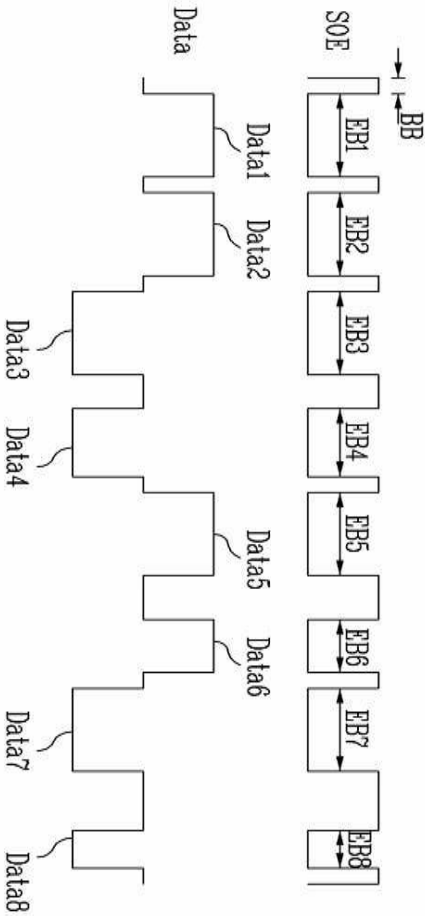 SOE
BB
EB1
EB2
EB3
EB4
EB5
EB6
EB7
EB8
Data
Data1
Data2
Data3
Data4
Data5
Data6
Data7
Data8